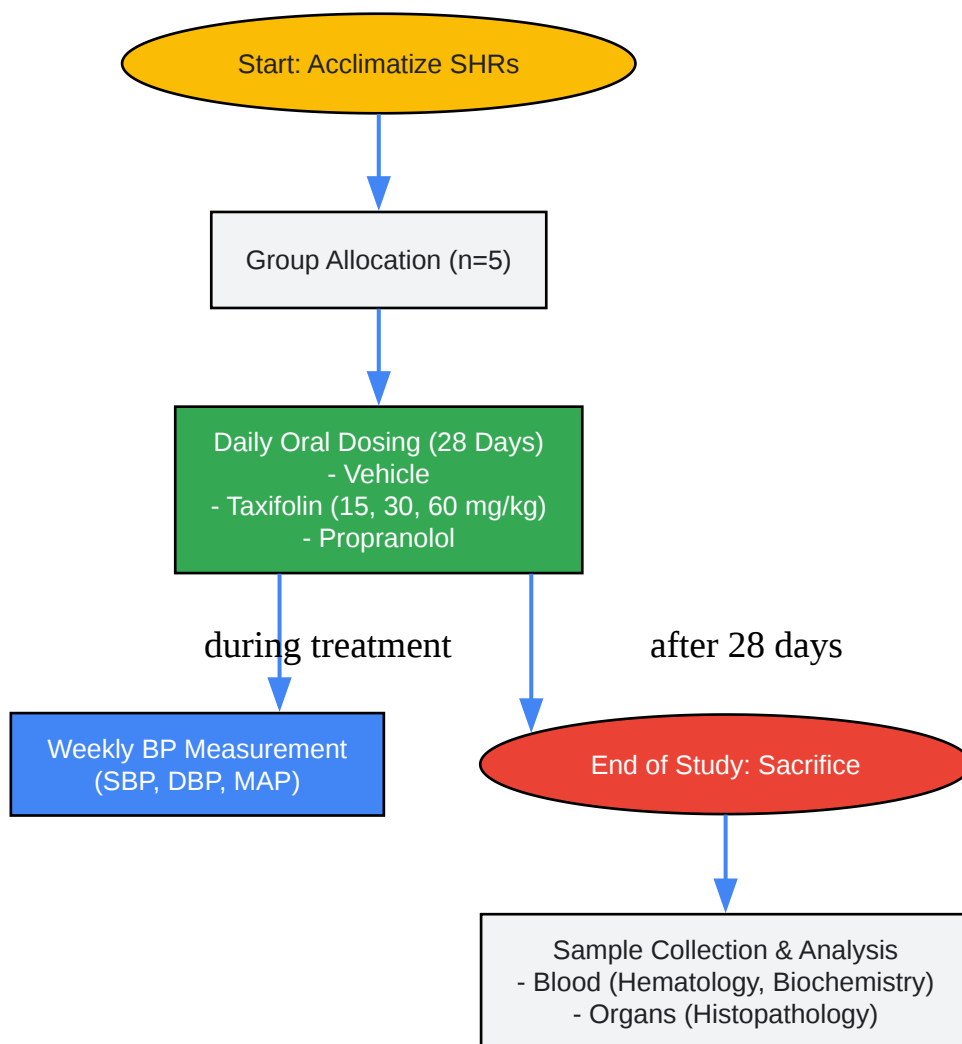 Start: Acclimatize SHRs
Group Allocation (n=5)
Daily Oral Dosing (28 Days)
- Vehicle
- Taxifolin (15, 30, 60 mg/kg)
- Propranolol
during treatment
after 28 days
Weekly BP Measurement
(SBP, DBP, MAP)
End of Study: Sacrifice
Sample Collection & Analysis
- Blood (Hematology, Biochemistry)
- Organs (Histopathology)